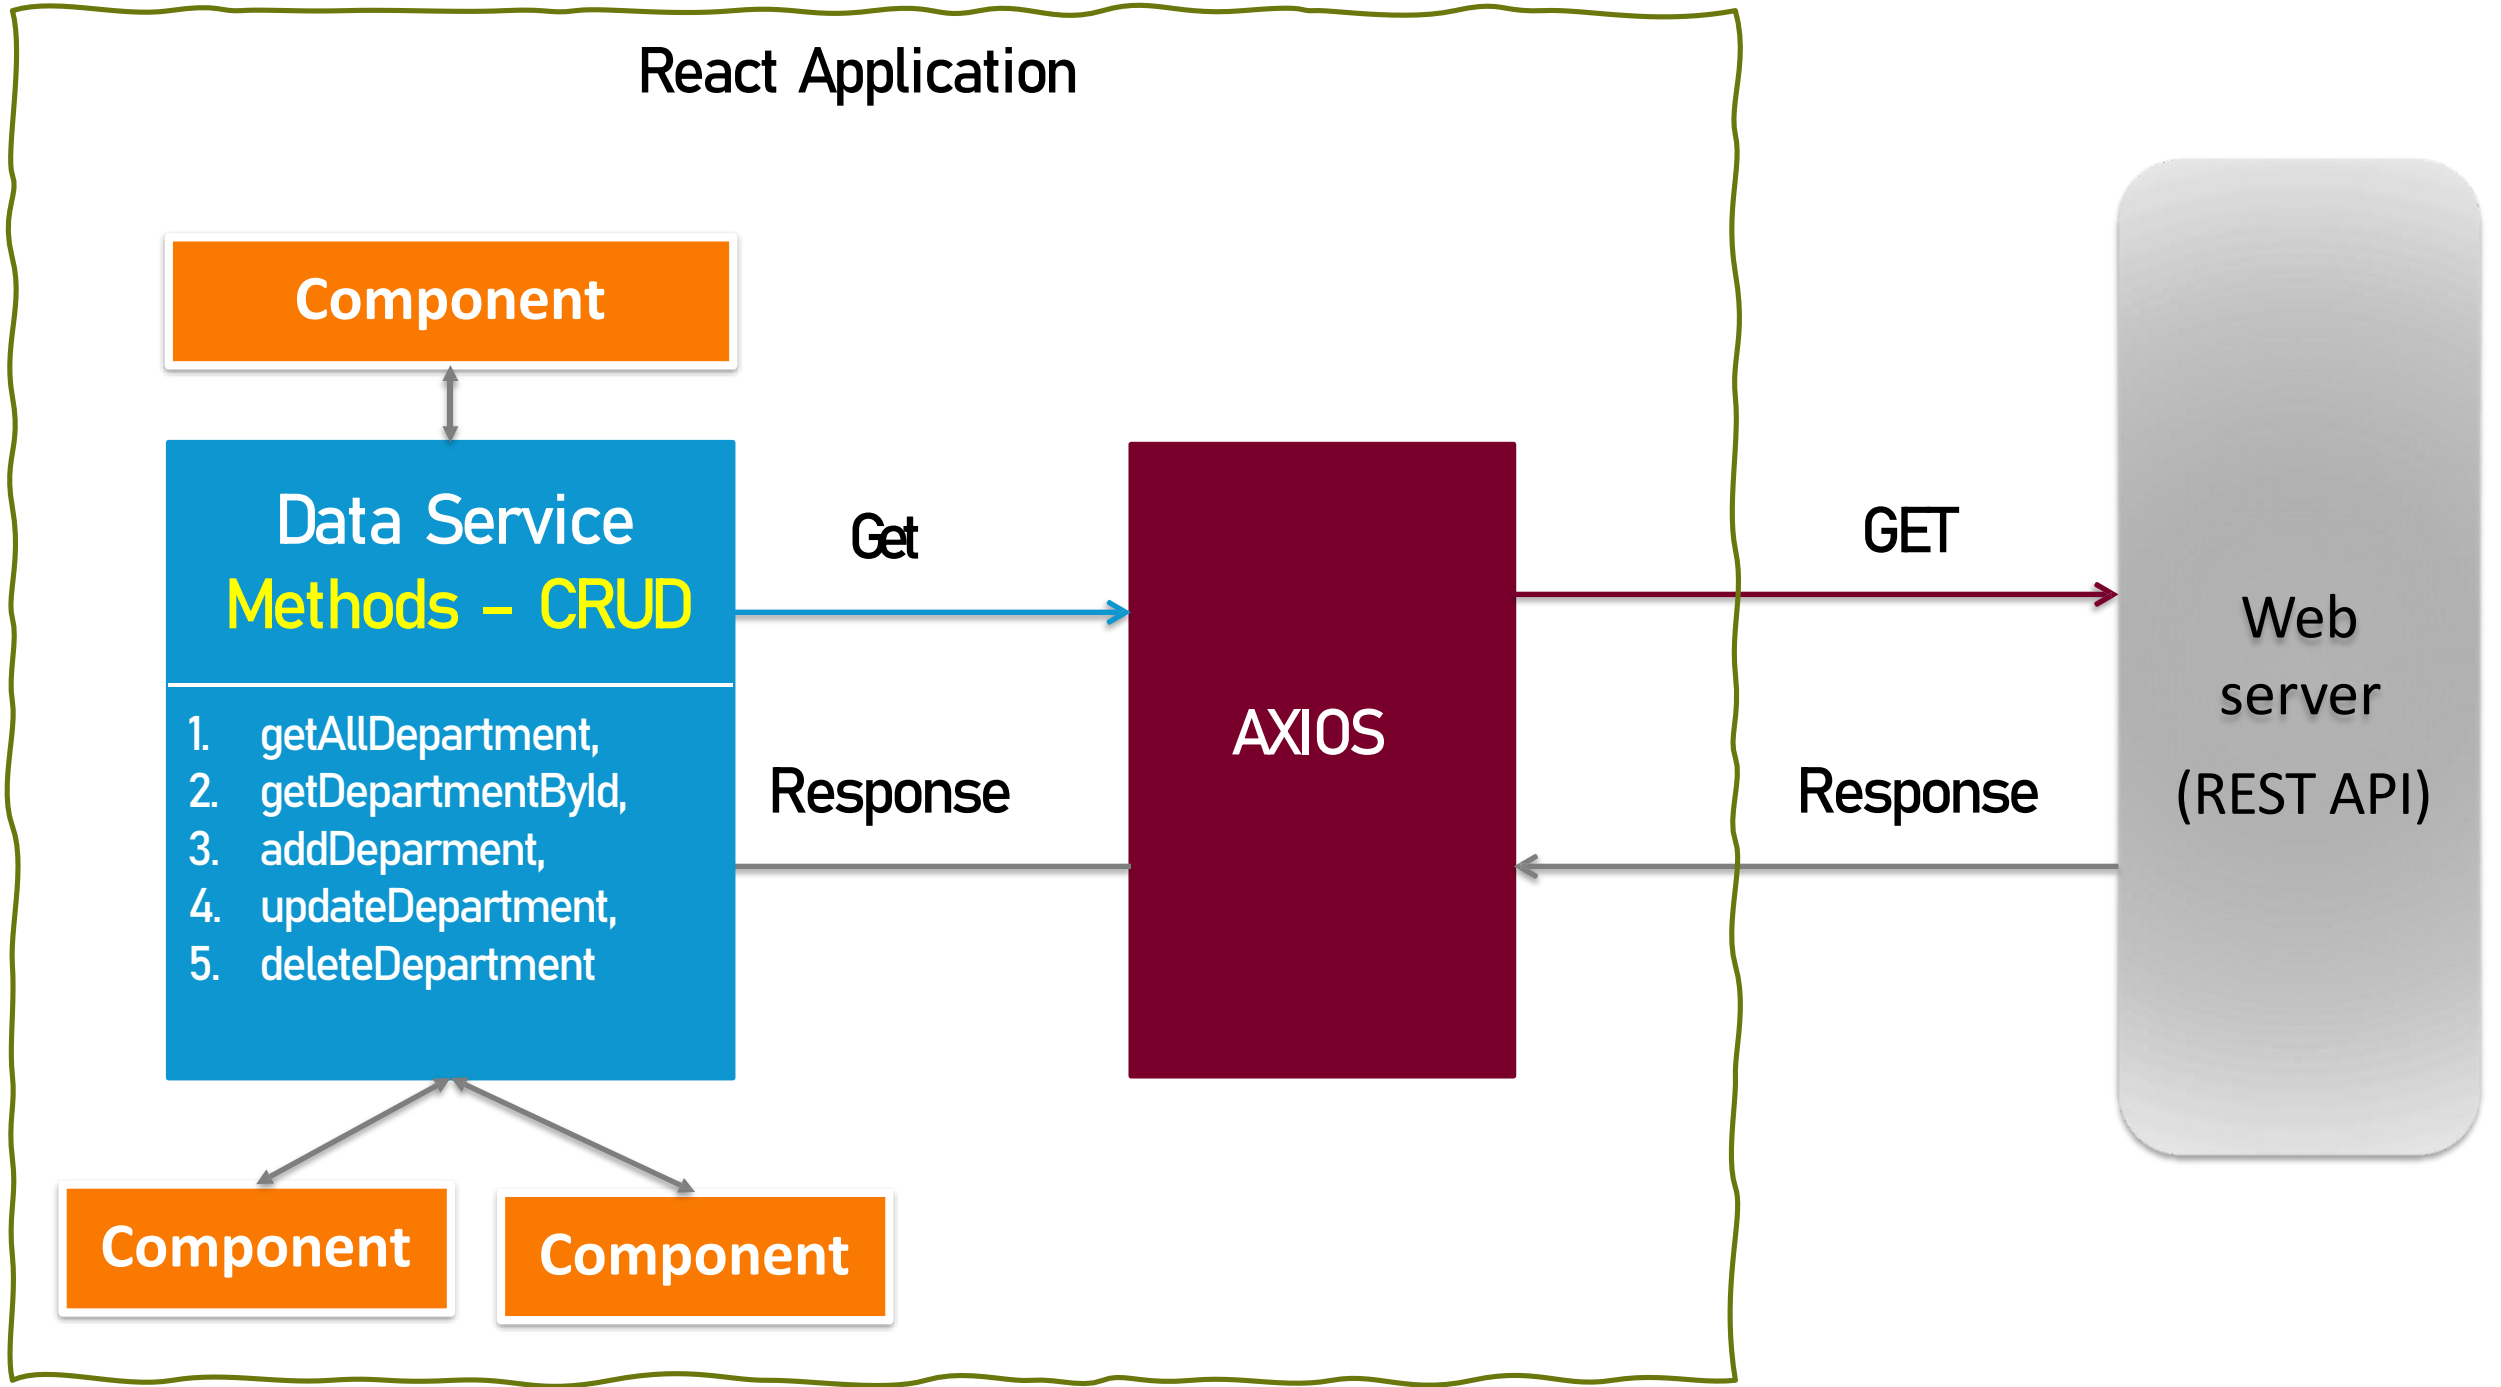 React Application
Component
Data Service
Methods – CRUD
1. getAllDepartment,
2. getDepartmentById,
3. addDeparment,
4. updateDepartment,
5. deleteDepartment
Get
Response
AXIOS
GET
Response
Web
server
(REST API)
Component
Component